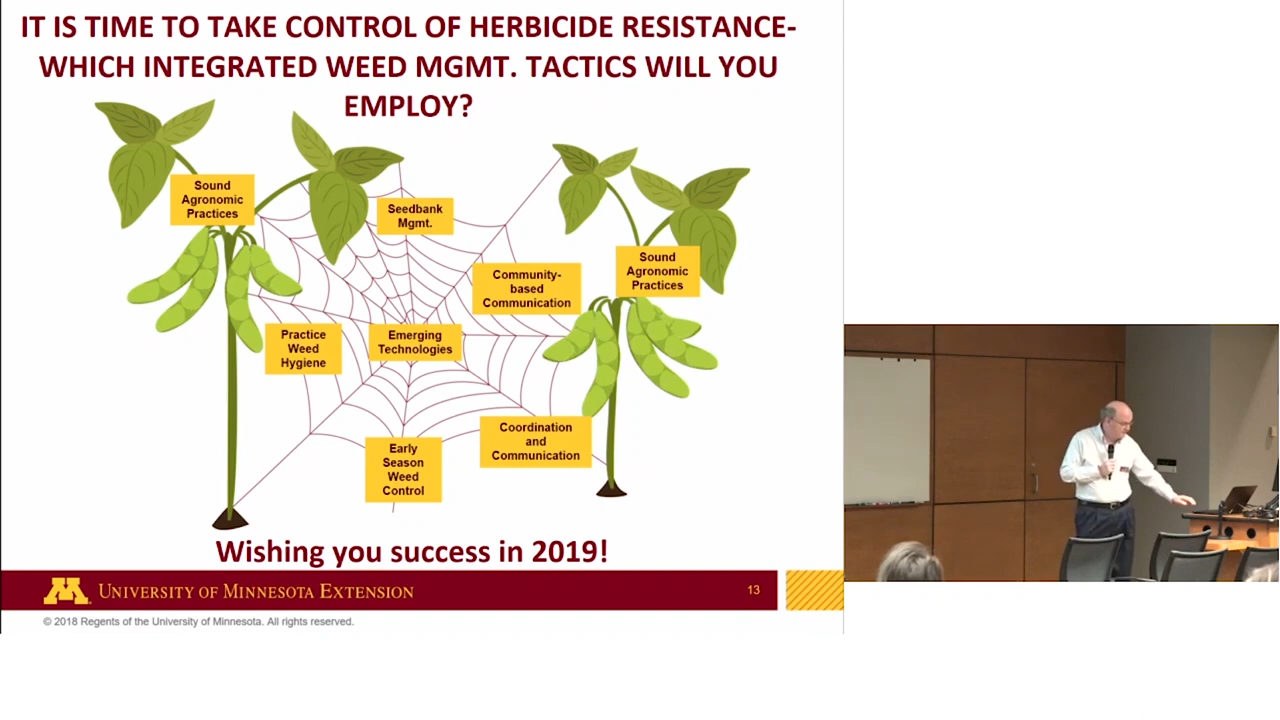 IT IS TIME TO TAKE CONTROL OF HERBICIDE RESISTANCE-
WHICH INTEGRATED WEED MGMT. TACTICS WILL YOU
EMPLOY?
Sound
Agronomic
Practices
Seedbank
Mgmt.
Community-
based
Communication
Sound
Agronomic
Practices
Practice
Weed
Hygiene
Emerging
Technologies
Early
Season
Weed
Control
Coordination
and
Communication
Wishing you success in 2019!
M
UNIVERSITY OF MINNESOTA EXTENSION
13
© 2018 Regents of the University of Minnesota. All rights reserved.